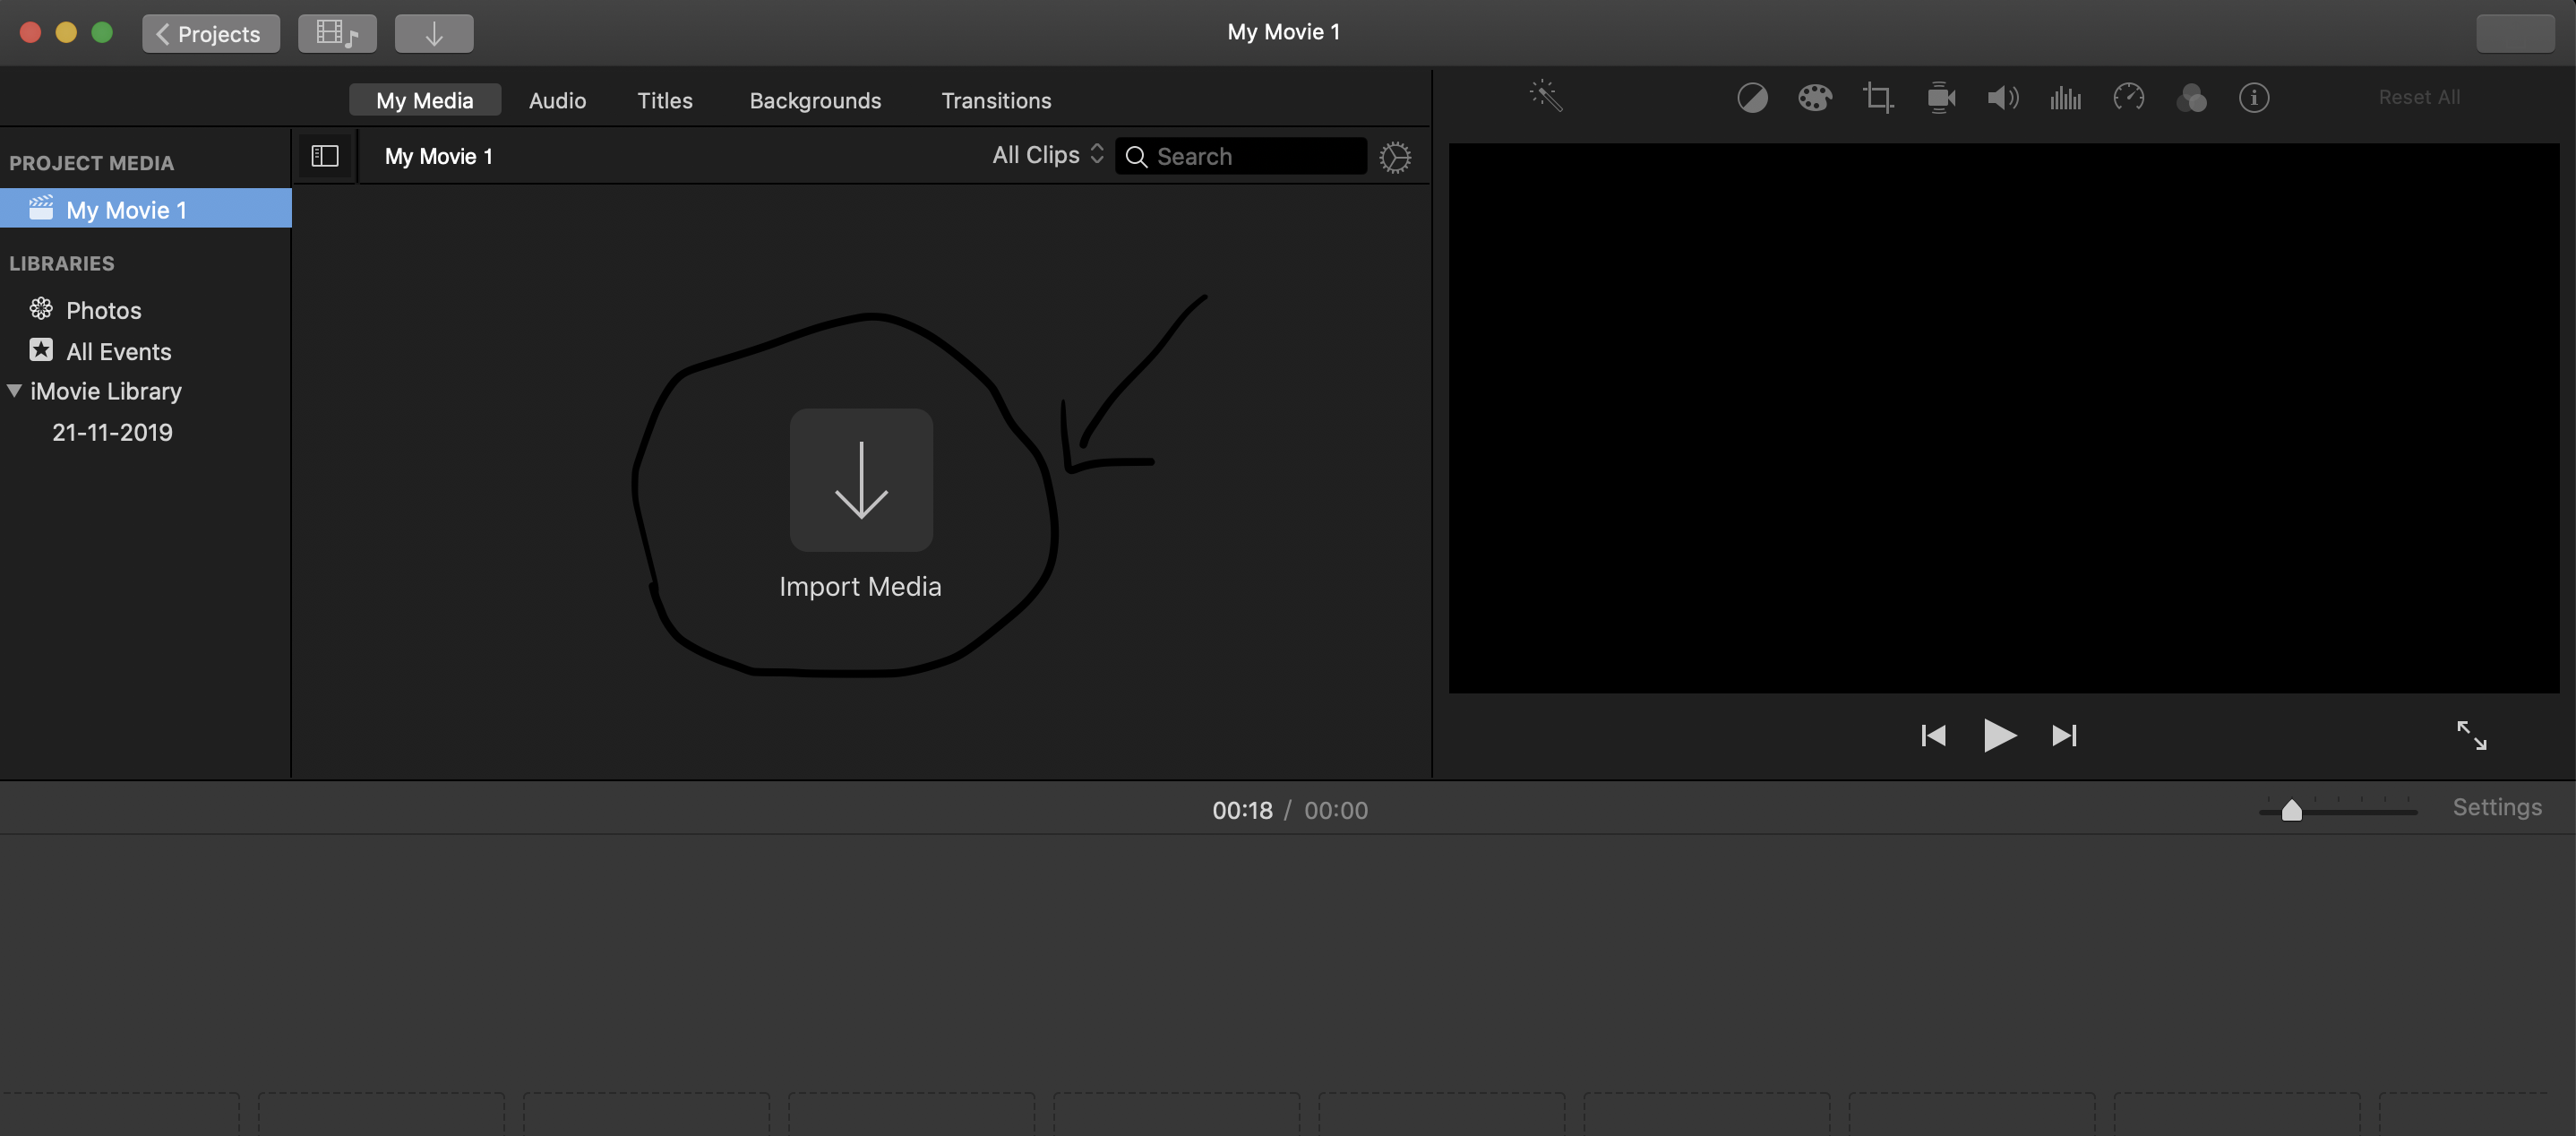 Projects
My Movie 1
My Media Audio Titles Backgrounds Transitions
Reset All
PROJECT MEDIA
My Movie 1
LIBRARIES
Photos
All Events
iMovie Library
21-11-2019
My Movie 1 All Clips Search
Import Media
00:18 / 00:00
Settings